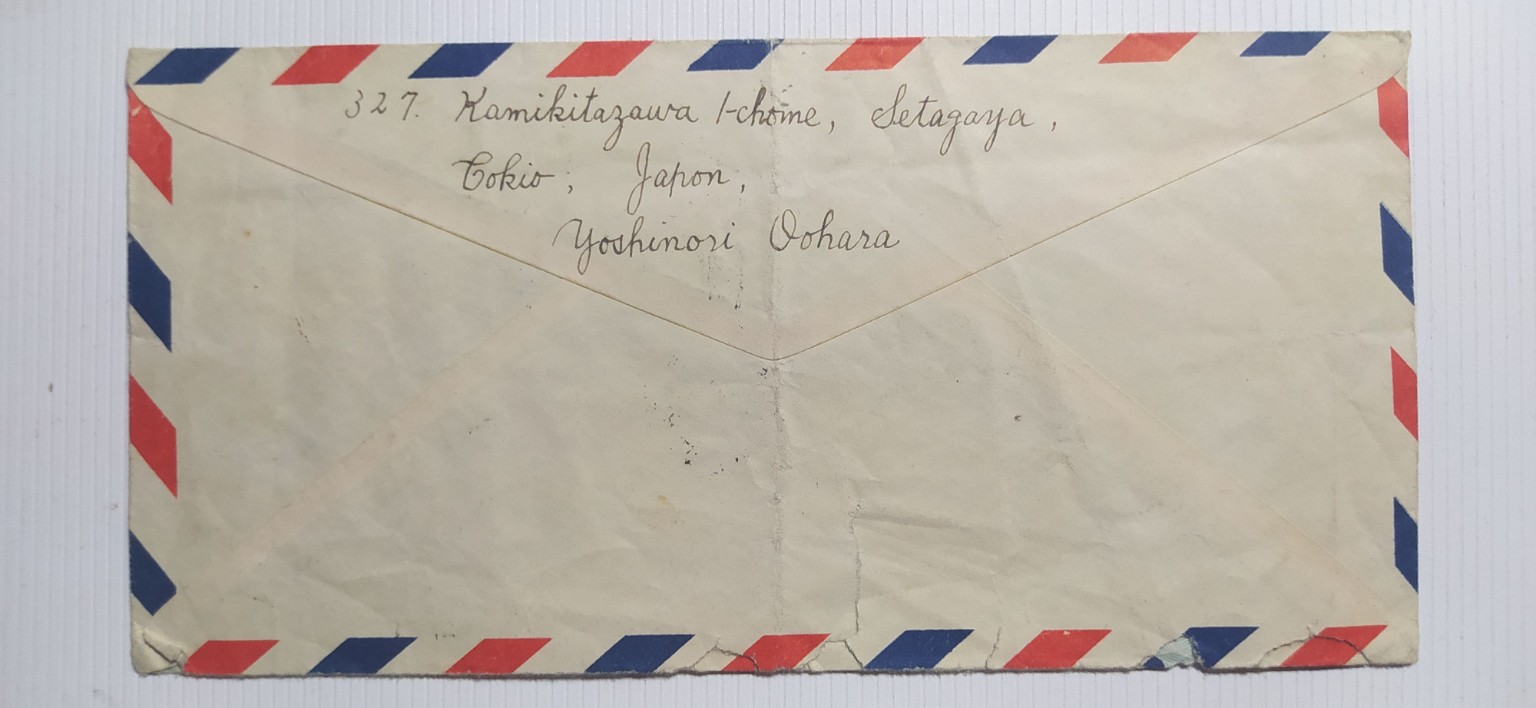 327. Kamikitazawa 1-chome, Setagaya,
Tokio, Japon,
Yoshinori Oohara